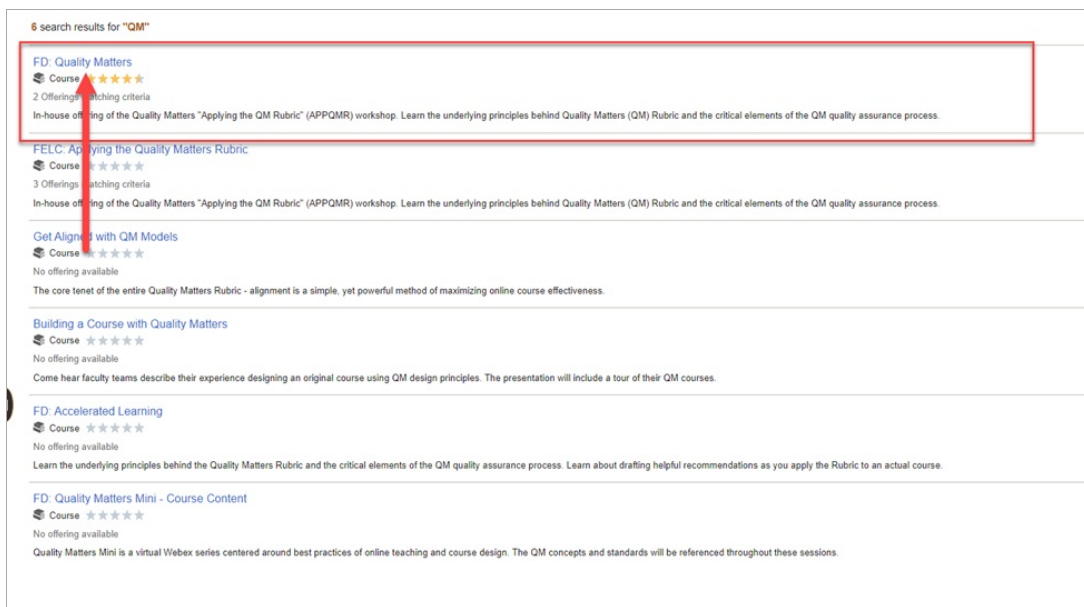 6 search results for "QM"
FD: Quality Matters
Course
2 Offerings matching criteria
In-house offering of the Quality Matters "Applying the QM Rubric" (APPQMR) workshop. Learn the underlying principles behind Quality Matters (QM) Rubric and the critical elements of the QM quality assurance process.
FELC: Applying the Quality Matters Rubric
Course
3 Offerings matching criteria
In-house offering of the Quality Matters "Applying the QM Rubric" (APPQMR) workshop. Learn the underlying principles behind Quality Matters (QM) Rubric and the critical elements of the QM quality assurance process.
Get Aligned with QM Models
Course
No offering available
The core tenet of the entire Quality Matters Rubric - alignment is a simple, yet powerful method of maximizing online course effectiveness.
Building a Course with Quality Matters
Course
No offering available
Come hear faculty teams describe their experience designing an original course using QM design principles. The presentation will include a tour of their QM courses.
FD: Accelerated Learning
Course
No offering available
Learn the underlying principles behind the Quality Matters Rubric and the critical elements of the QM quality assurance process. Learn about drafting helpful recommendations as you apply the Rubric to an actual course.
FD: Quality Matters Mini - Course Content
Course
No offering available
Quality Matters Mini is a virtual Webex series centered around best practices of online teaching and course design. The QM concepts and standards will be referenced throughout these sessions.